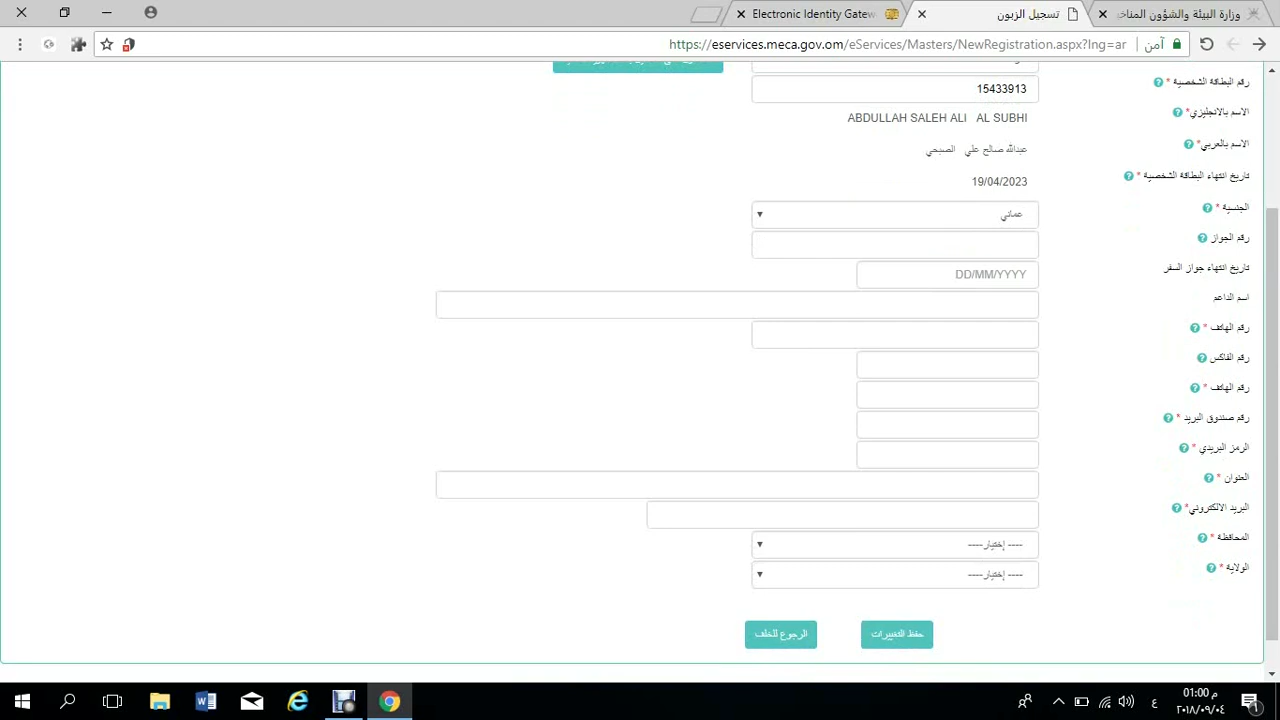 وزارة البيئة والشؤون المناخ
تسجيل الزبون
Electronic Identity Gatew
آمن
https://eservices.meca.gov.om/eServices/Masters/NewRegistration.aspx?lng=ar
رقم البطاقة الشخصية *
15433913
الاسم بالانجليزي*
ABDULLAH SALEH ALI AL SUBHI
الاسم بالعربي*
عبدالله صالح علي الصبحي
تاريخ انتهاء البطاقة الشخصية *
19/04/2023
الجنسية *
عماني
رقم الجواز *
تاريخ انتهاء جواز السفر
DD/MM/YYYY
اسم الداعم
رقم الهاتف *
رقم الفاكس
رقم الهاتف *
رقم صندوق البريد *
الرمز البريدي *
العنوان *
البريد الالكتروني*
المحافظة *
---- إختيار----
الولاية *
---- إختيار----
حفظ التغييرات
الرجوع للخلف
ع
01:00 م
٢٠١٨/٠٩/٠٤